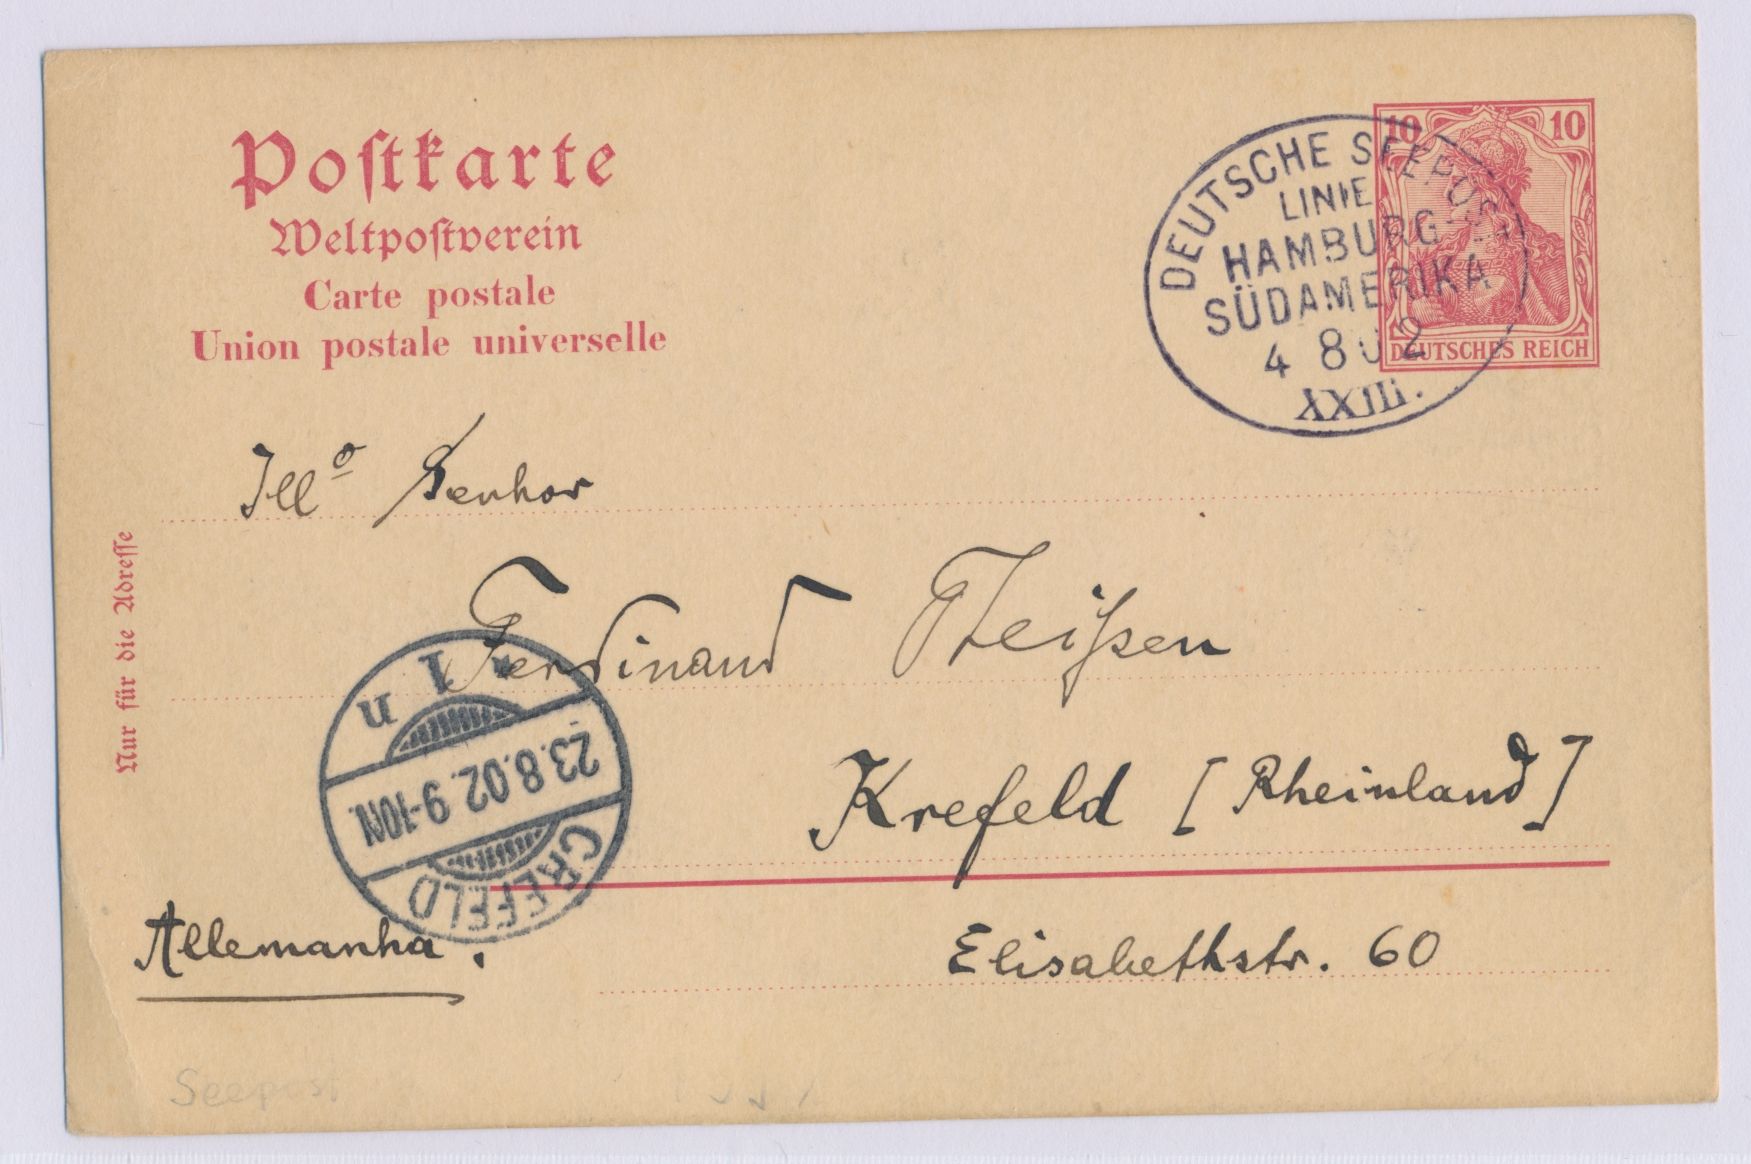 Postkarte
Weltpostverein
Carte postale
Union postale universelle
10 10
DEUTSCHES REICH
DEUTSCHE SEEPOST
LINIE
HAMBURG-
SÜDAMERIKA
4 8 02
XXIII.
Nur für die Adresse
Ill.º Senhor
Ferdinand Theißen
Krefeld [Rheinland]
Elisabethstr. 60
Allemanha.
CREFELD
23.8.02. 9-10N.
1 n
Seepost